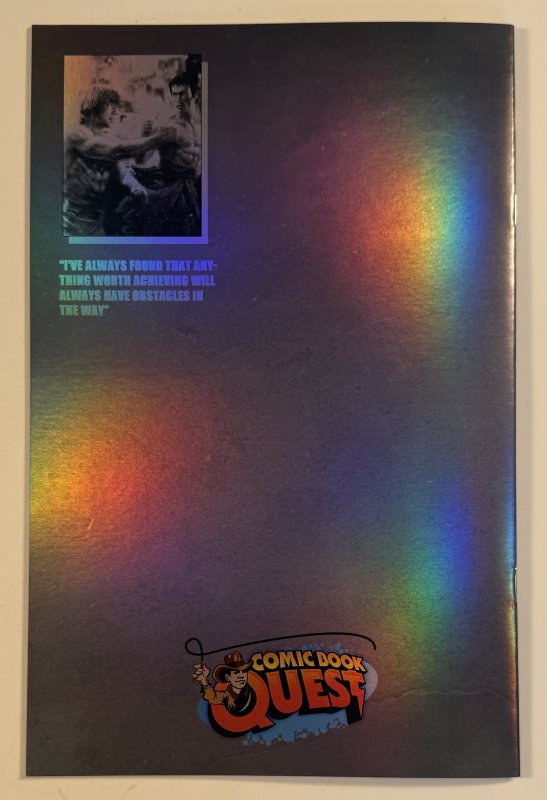 "I'VE ALWAYS FOUND THAT ANY-
THING WORTH ACHIEVING WILL
ALWAYS HAVE OBSTACLES IN
THE WAY"
COMIC BOOK
QUEST